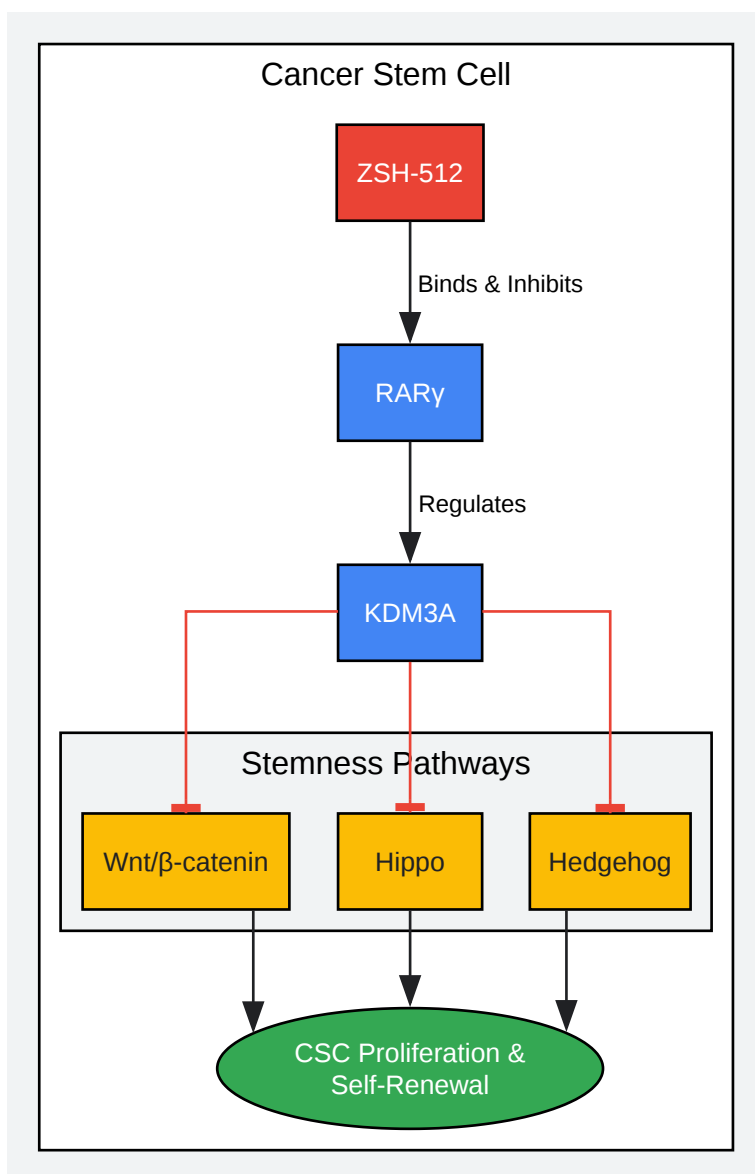 Cancer Stem Cell
ZSH-512
Binds & Inhibits
RARγ
Regulates
KDM3A
Stemness Pathways
Wnt/β-catenin
Hippo
Hedgehog
CSC Proliferation &
Self-Renewal